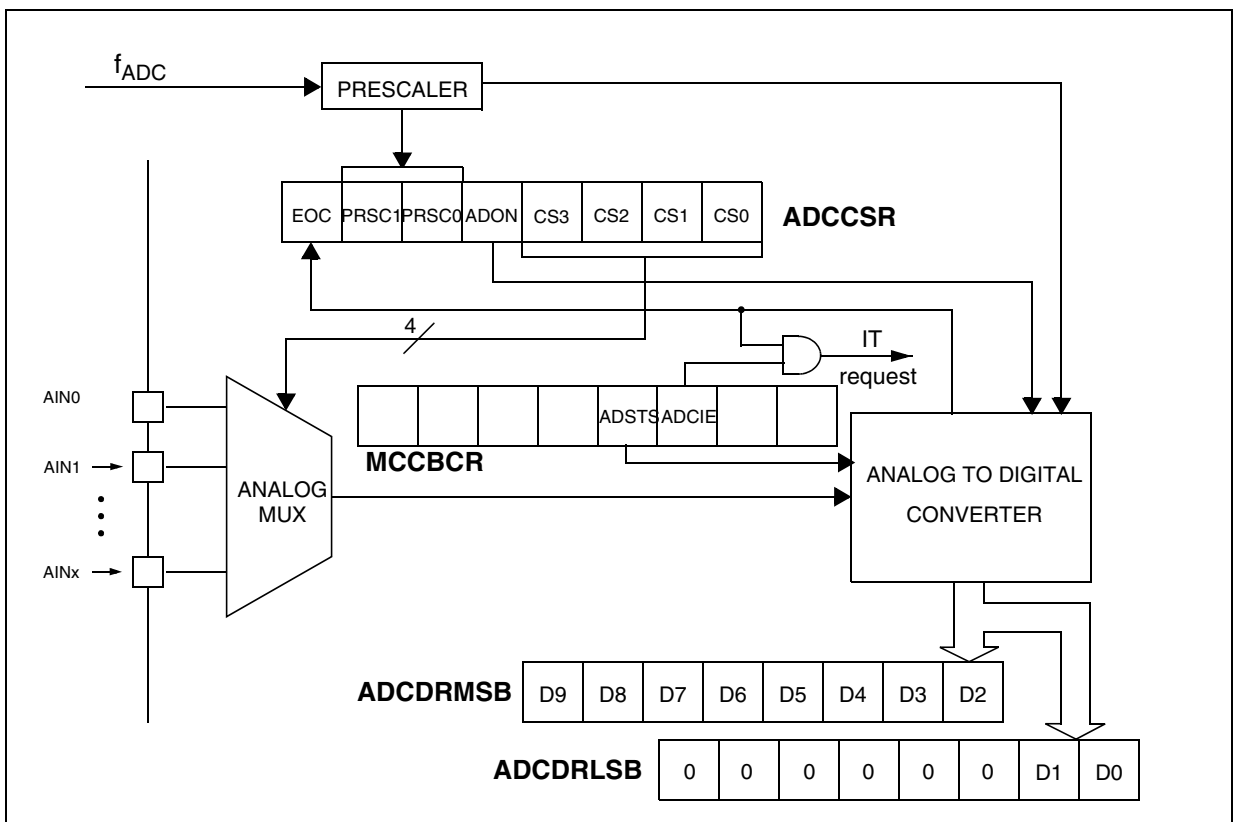 fADC
PRESCALER
EOC PRSC1 PRSC0 ADON CS3 CS2 CS1 CS0 ADCCSR
4
IT
request
AIN0
ADSTS ADCIE
MCCBCR
AIN1
ANALOG
MUX
ANALOG TO DIGITAL
CONVERTER
AINx
ADCDRMSB D9 D8 D7 D6 D5 D4 D3 D2
ADCDRLSB 0 0 0 0 0 0 D1 D0